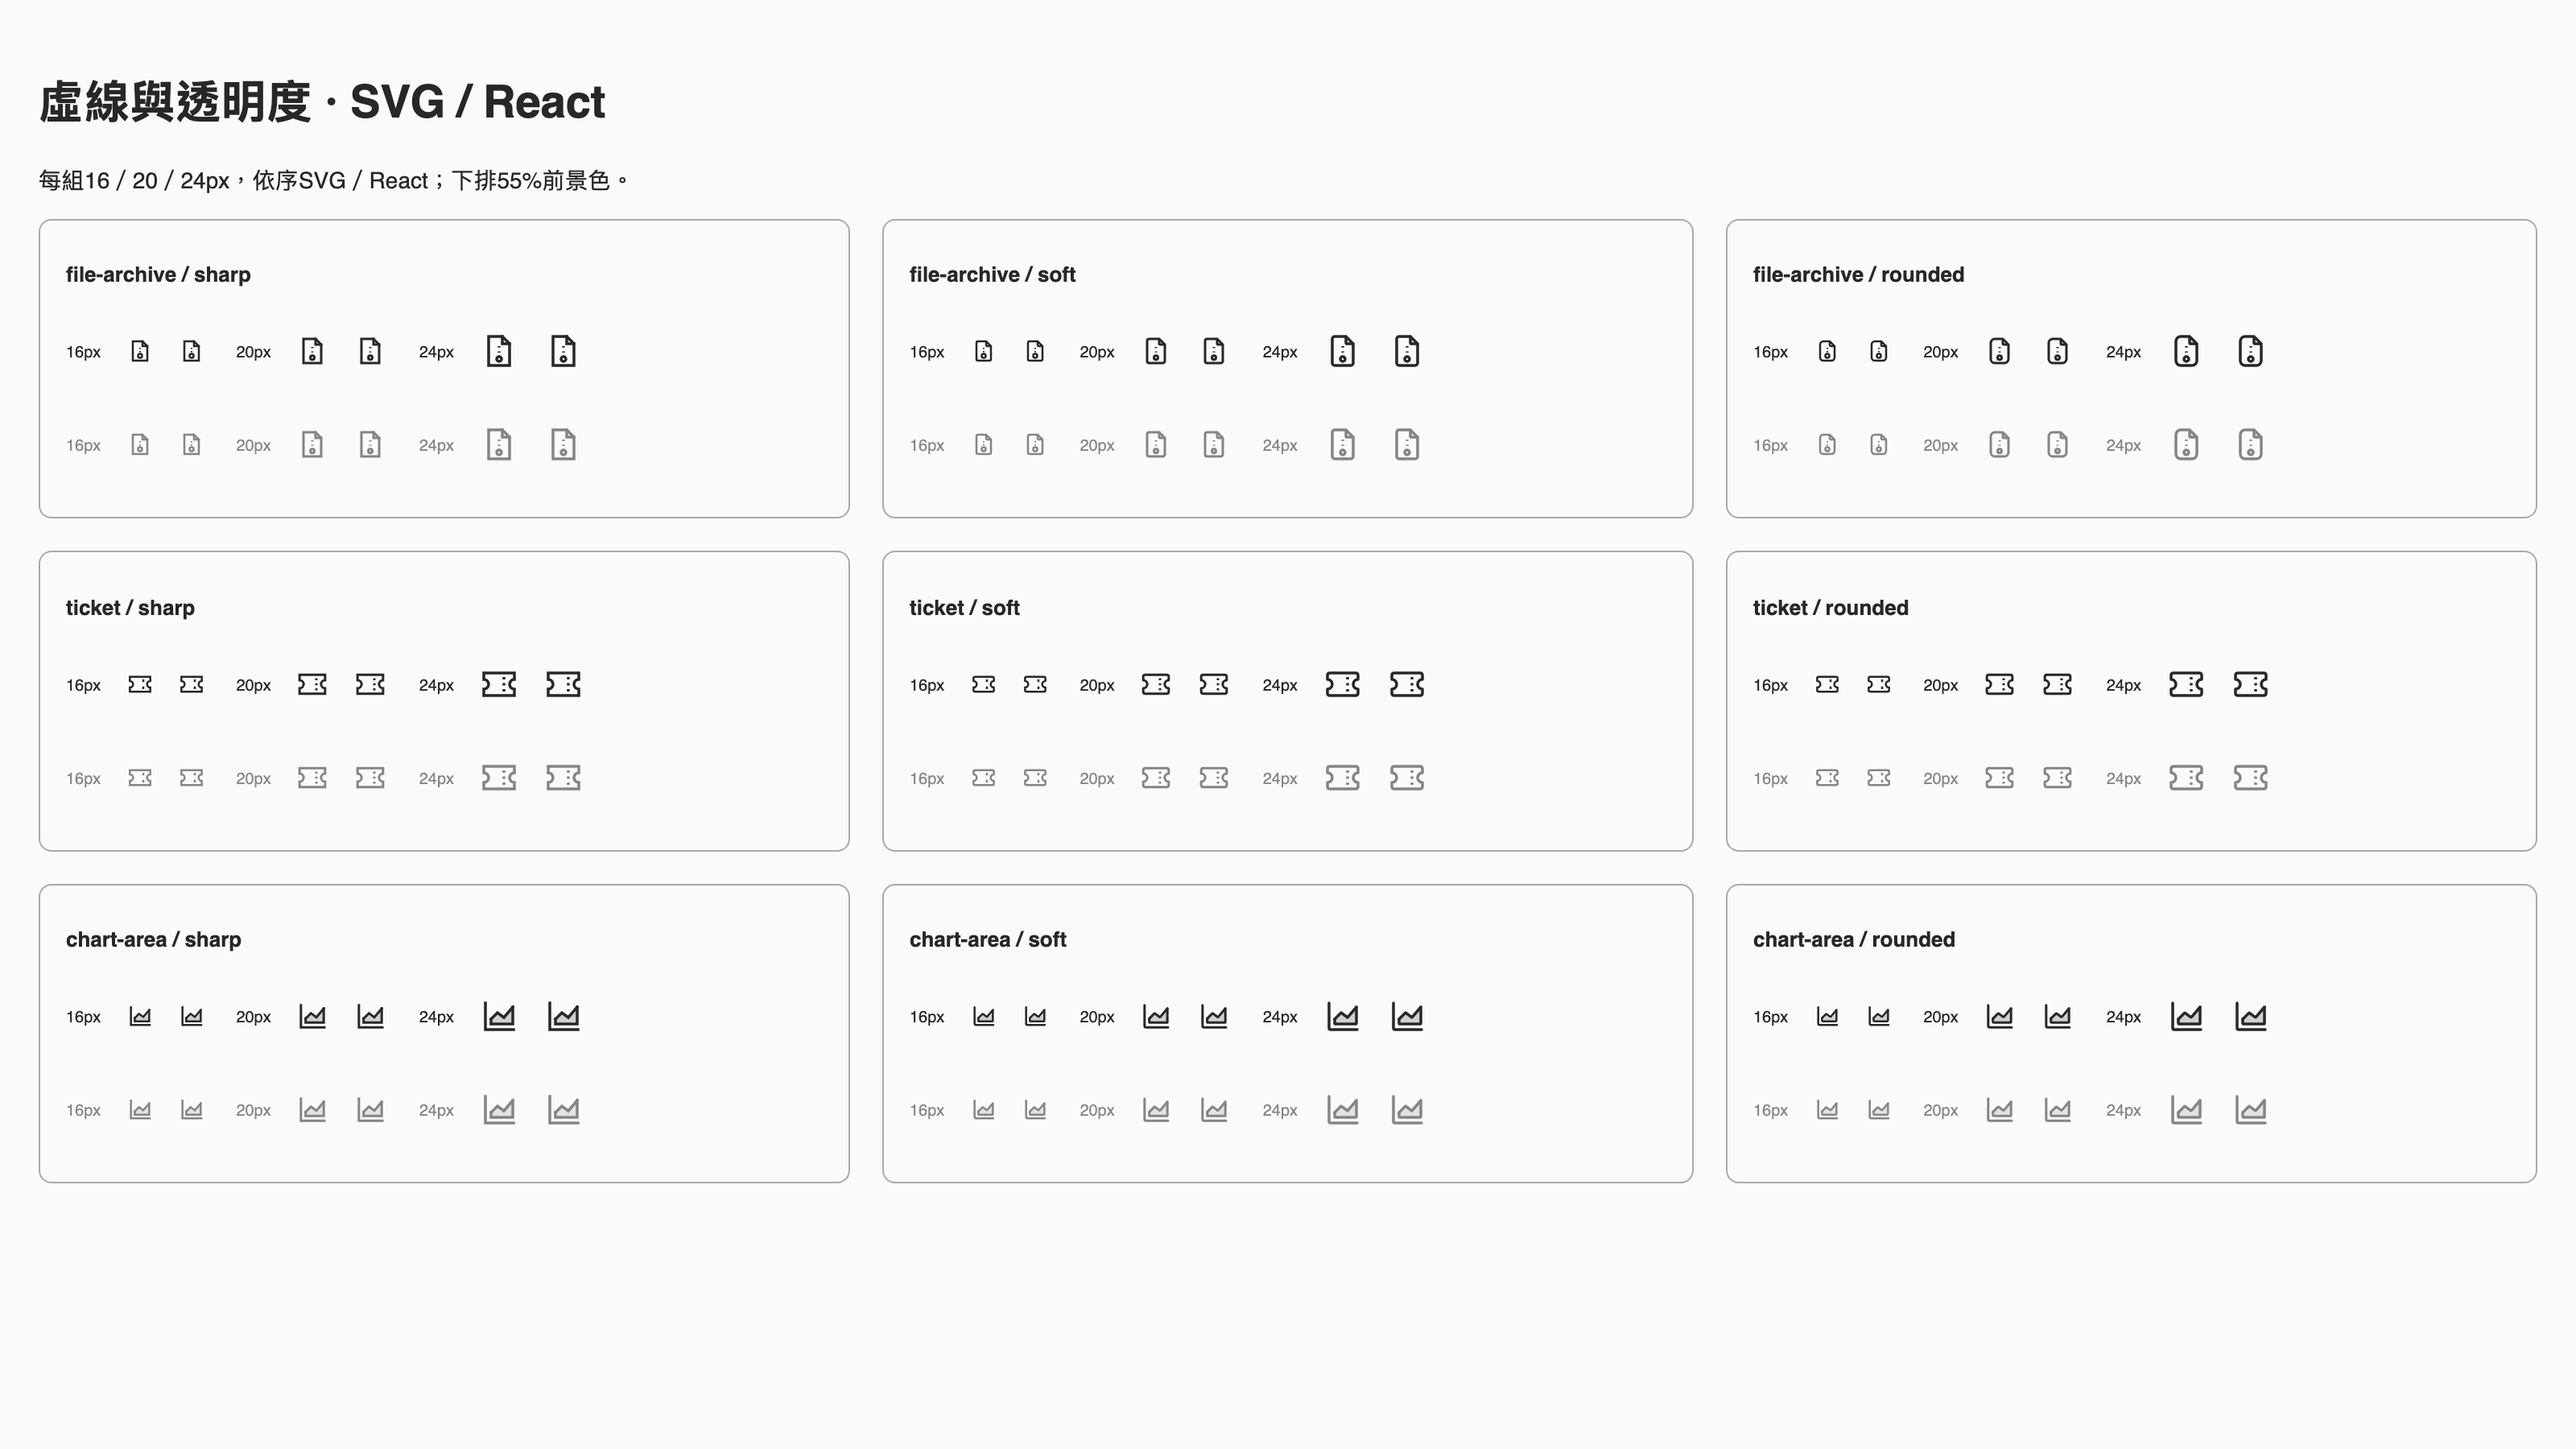 虛線與透明度 · SVG / React
每組16 / 20 / 24px，依序SVG / React；下排55%前景色。
file-archive / sharp
16px 20px 24px
16px 20px 24px
file-archive / soft
16px 20px 24px
16px 20px 24px
file-archive / rounded
16px 20px 24px
16px 20px 24px
ticket / sharp
16px 20px 24px
16px 20px 24px
ticket / soft
16px 20px 24px
16px 20px 24px
ticket / rounded
16px 20px 24px
16px 20px 24px
chart-area / sharp
16px 20px 24px
16px 20px 24px
chart-area / soft
16px 20px 24px
16px 20px 24px
chart-area / rounded
16px 20px 24px
16px 20px 24px